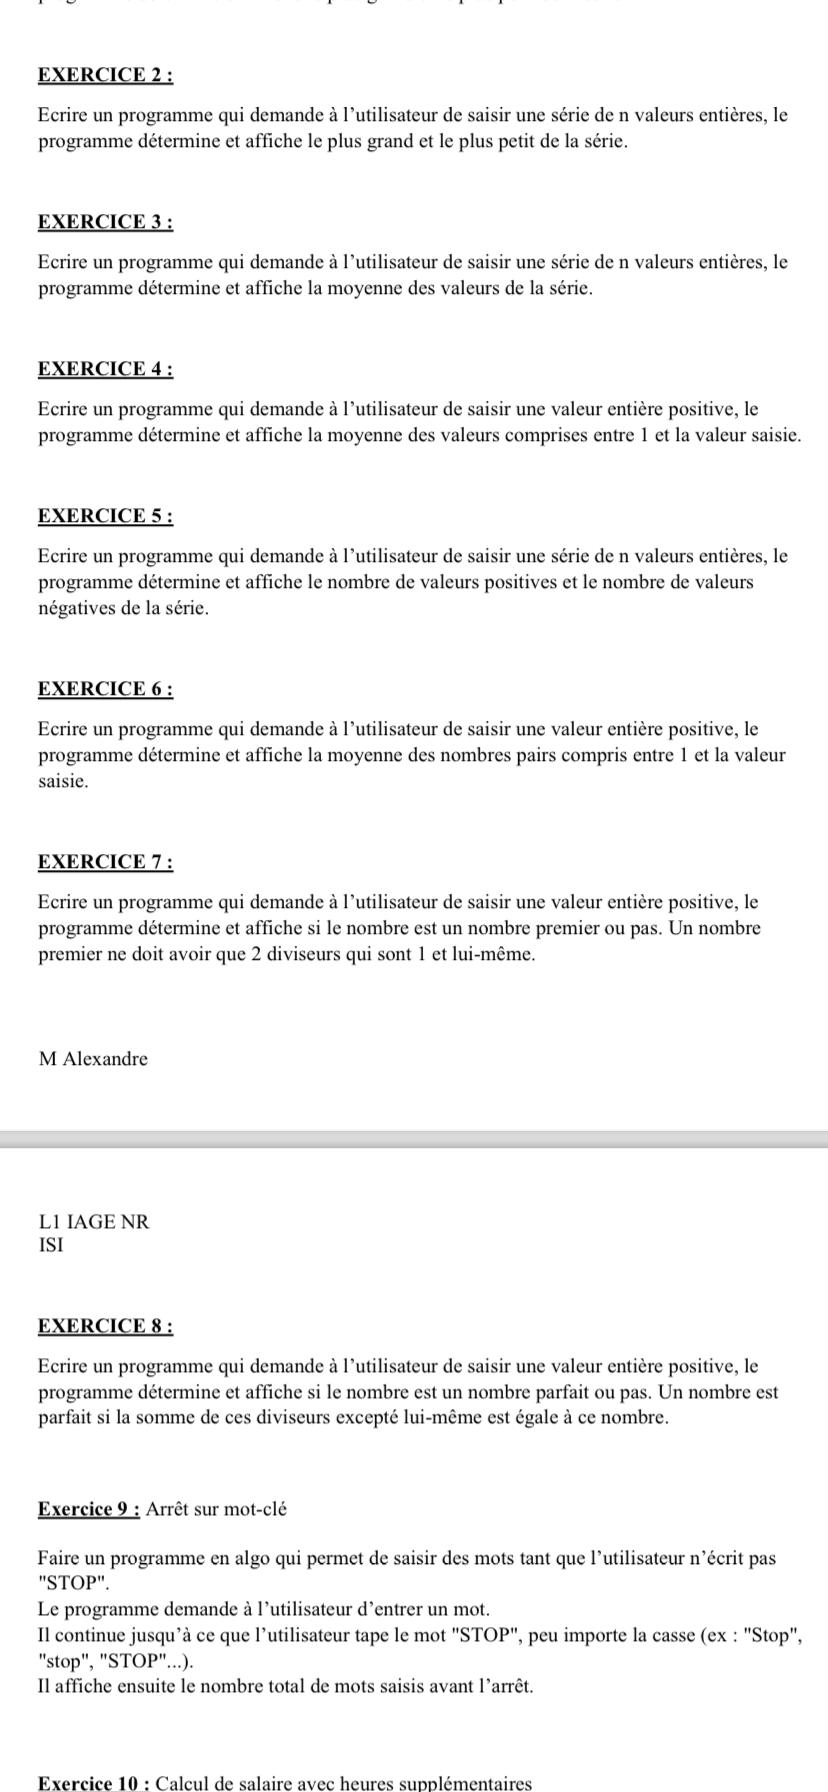 EXERCICE 2 :
Ecrire un programme qui demande à l’utilisateur de saisir une série de n valeurs entières, le
programme détermine et affiche le plus grand et le plus petit de la série.
EXERCICE 3 :
Ecrire un programme qui demande à l’utilisateur de saisir une série de n valeurs entières, le
programme détermine et affiche la moyenne des valeurs de la série.
EXERCICE 4 :
Ecrire un programme qui demande à l’utilisateur de saisir une valeur entière positive, le
programme détermine et affiche la moyenne des valeurs comprises entre 1 et la valeur saisie.
EXERCICE 5 :
Ecrire un programme qui demande à l’utilisateur de saisir une série de n valeurs entières, le
programme détermine et affiche le nombre de valeurs positives et le nombre de valeurs
négatives de la série.
EXERCICE 6 :
Ecrire un programme qui demande à l’utilisateur de saisir une valeur entière positive, le
programme détermine et affiche la moyenne des nombres pairs compris entre 1 et la valeur
saisie.
EXERCICE 7 :
Ecrire un programme qui demande à l’utilisateur de saisir une valeur entière positive, le
programme détermine et affiche si le nombre est un nombre premier ou pas. Un nombre
premier ne doit avoir que 2 diviseurs qui sont 1 et lui-même.
M Alexandre
L1 IAGE NR
ISI
EXERCICE 8 :
Ecrire un programme qui demande à l’utilisateur de saisir une valeur entière positive, le
programme détermine et affiche si le nombre est un nombre parfait ou pas. Un nombre est
parfait si la somme de ces diviseurs excepté lui-même est égale à ce nombre.
Exercice 9 : Arrêt sur mot-clé
Faire un programme en algo qui permet de saisir des mots tant que l’utilisateur n’écrit pas
"STOP".
Le programme demande à l’utilisateur d’entrer un mot.
Il continue jusqu’à ce que l’utilisateur tape le mot "STOP", peu importe la casse (ex : "Stop",
"stop", "STOP"...).
Il affiche ensuite le nombre total de mots saisis avant l’arrêt.
Exercice 10 : Calcul de salaire avec heures supplémentaires